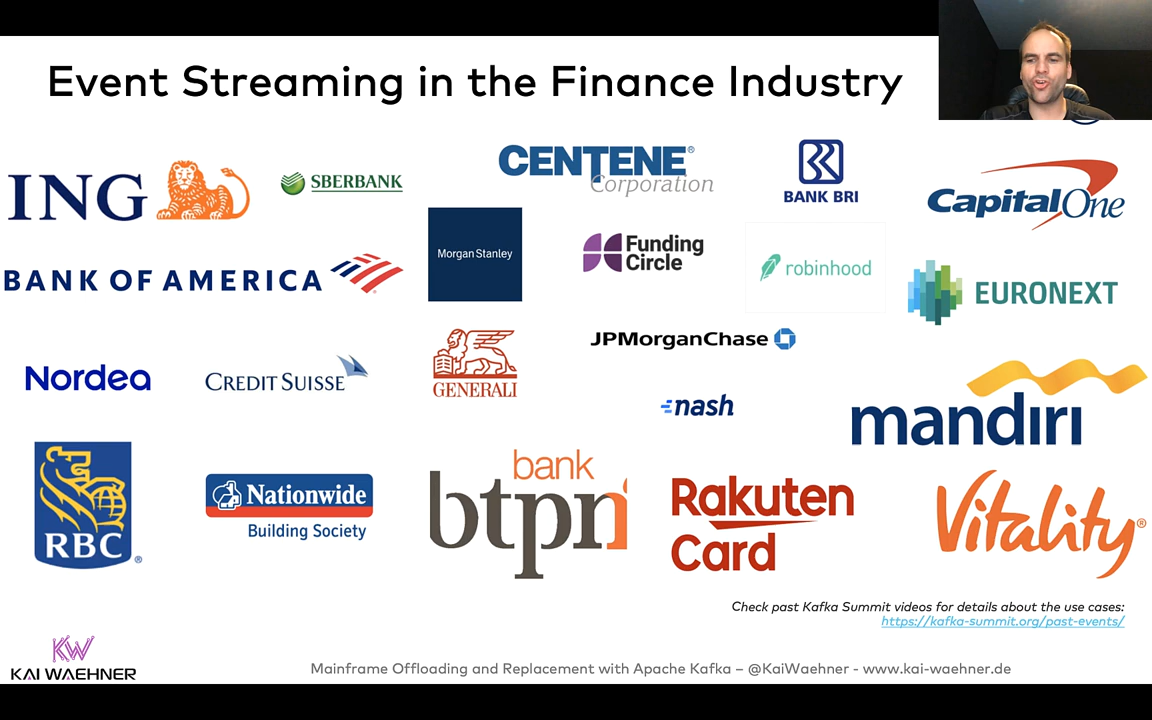 Event Streaming in the Finance Industry
ING
SBERBANK
CENTENE®
Corporation
BANK BRI
CapitalOne
BANK OF AMERICA
Morgan Stanley
Funding
Circle
robinhood
EURONEXT
Nordea
CREDIT SUISSE
GENERALI
JPMorganChase
nash
mandırı
RBC®
Nationwide
Building Society
bank
btpn
Rakuten
Card
Vitality®
Check past Kafka Summit videos for details about the use cases:
https://kafka-summit.org/past-events/
KW
KAI WAEHNER
Mainframe Offloading and Replacement with Apache Kafka – @KaiWaehner - www.kai-waehner.de